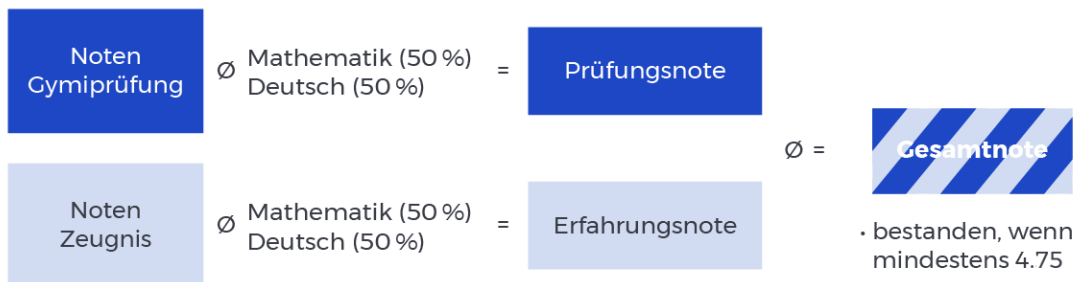 Noten
Gymiprüfung
Ø Mathematik (50 %)
Deutsch (50 %)
=
Prüfungsnote
Noten
Zeugnis
Ø Mathematik (50 %)
Deutsch (50 %)
=
Erfahrungsnote
Ø =
Gesamtnote
· bestanden, wenn
mindestens 4.75